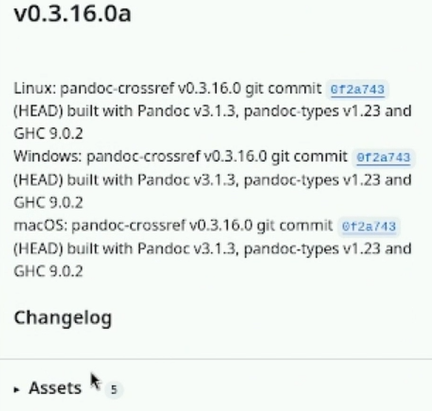 v0.3.16.0a
Linux: pandoc-crossref v0.3.16.0 git commit 0f2a743
(HEAD) built with Pandoc v3.1.3, pandoc-types v1.23 and
GHC 9.0.2
Windows: pandoc-crossref v0.3.16.0 git commit 0f2a743
(HEAD) built with Pandoc v3.1.3, pandoc-types v1.23 and
GHC 9.0.2
macOS: pandoc-crossref v0.3.16.0 git commit 0f2a743
(HEAD) built with Pandoc v3.1.3, pandoc-types v1.23 and
GHC 9.0.2
Changelog
Assets 5